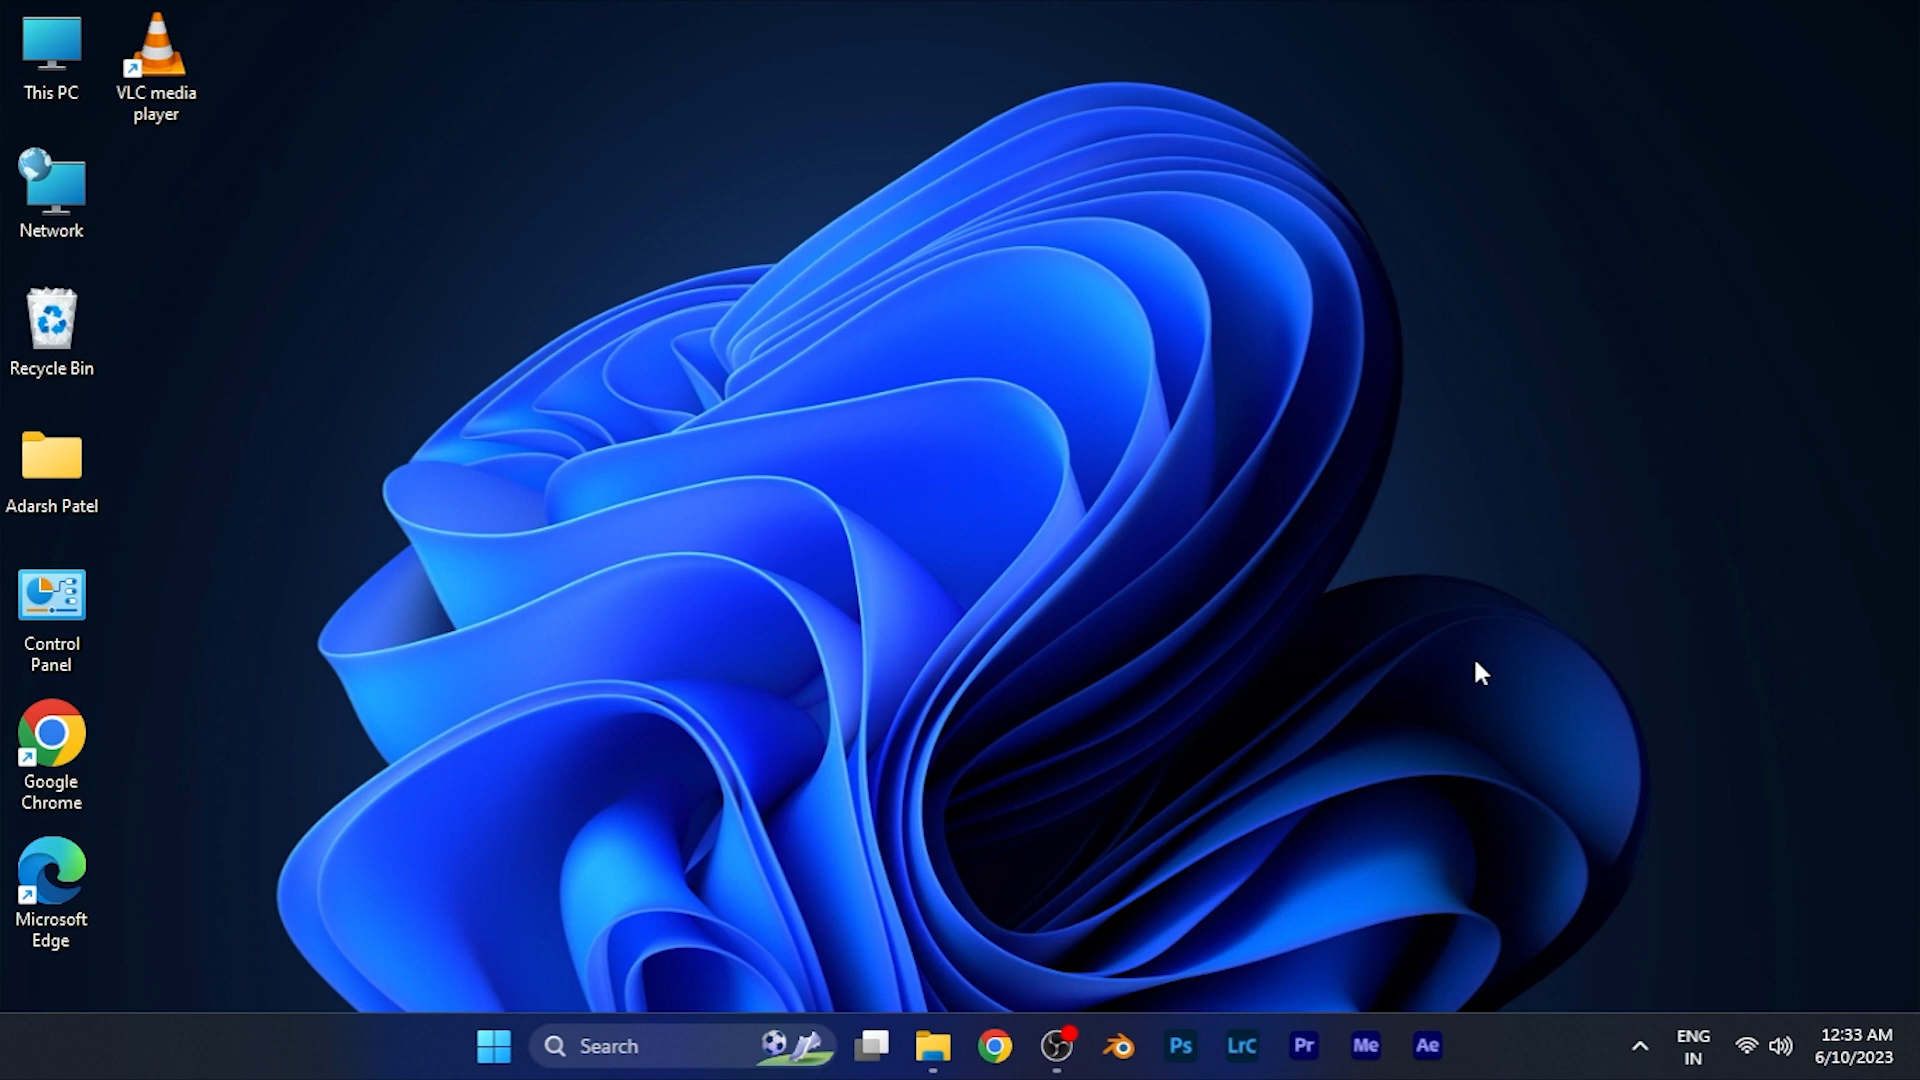 This PC
VLC media
player
Network
Recycle Bin
Adarsh Patel
Control
Panel
Google
Chrome
Microsoft
Edge
Search
Ps
LrC
Pr
Me
Ae
ENG
IN
12:33 AM
6/10/2023